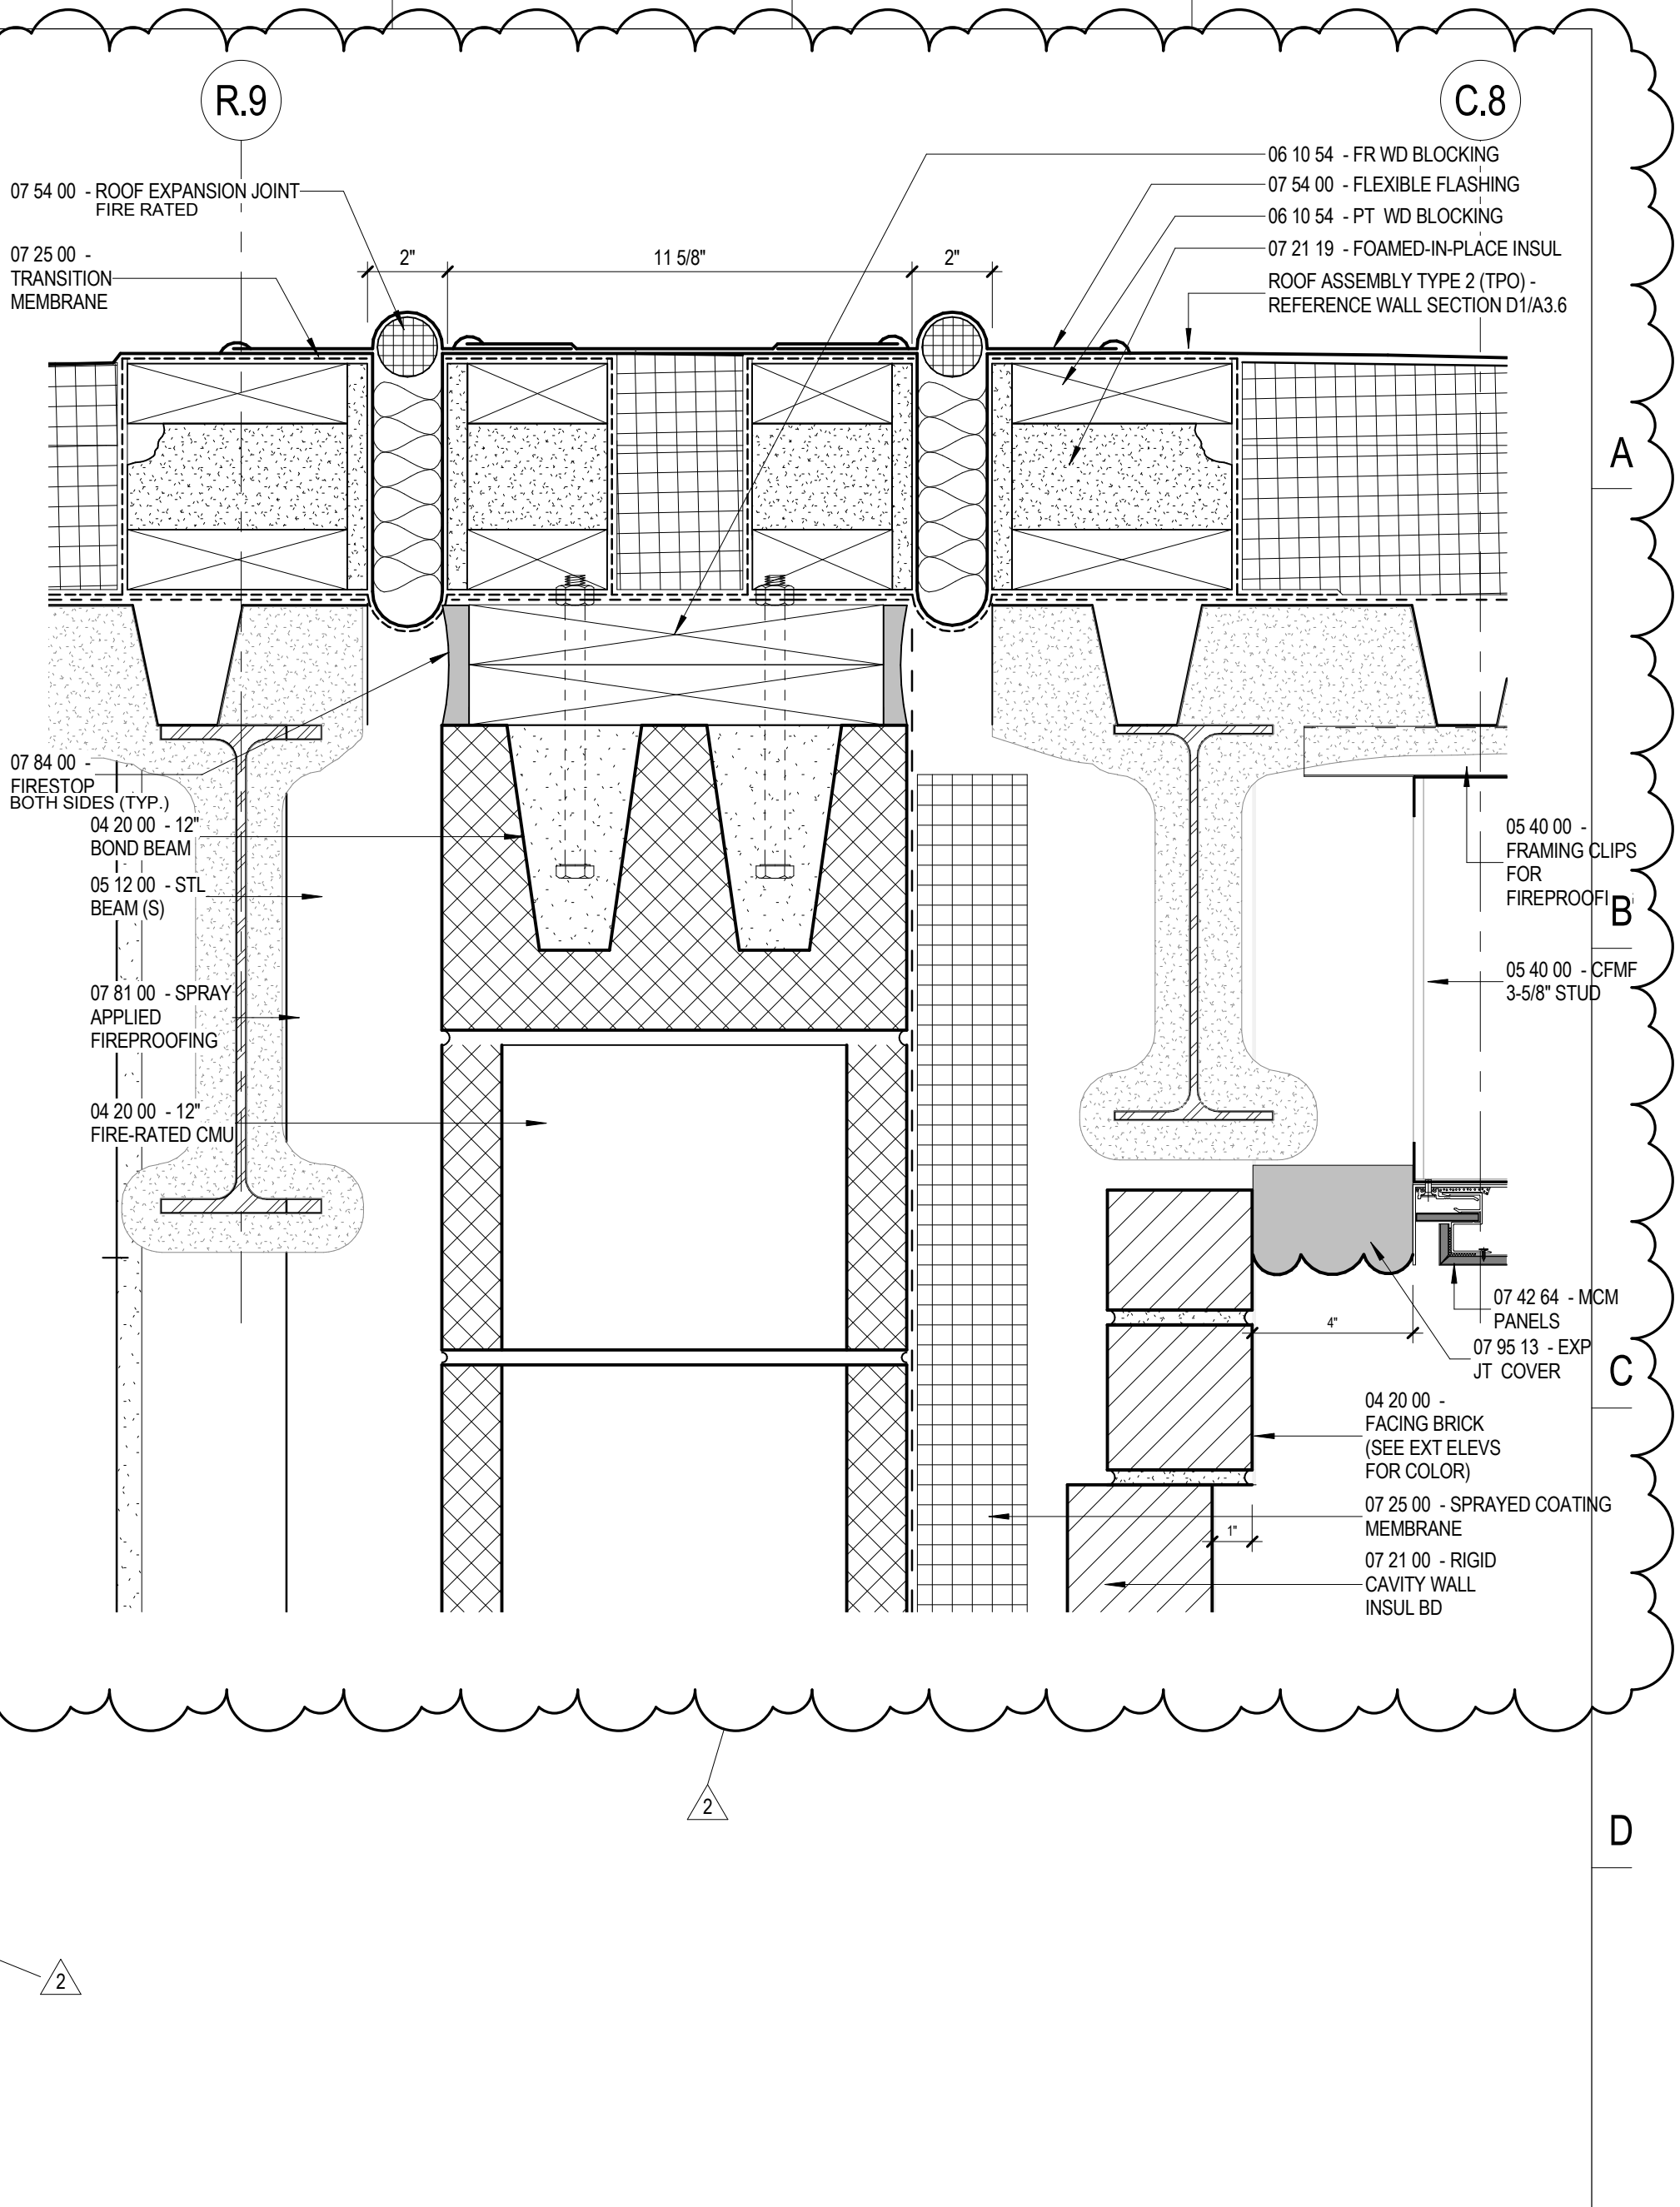 R.9
C.8
07 54 00 - ROOF EXPANSION JOINT
FIRE RATED
07 25 00 -
TRANSITION
MEMBRANE
2"
11 5/8"
2"
06 10 54 - FR WD BLOCKING
07 54 00 - FLEXIBLE FLASHING
06 10 54 - PT WD BLOCKING
07 21 19 - FOAMED-IN-PLACE INSUL
ROOF ASSEMBLY TYPE 2 (TPO) -
REFERENCE WALL SECTION D1/A3.6
A
07 84 00 -
FIRESTOP
BOTH SIDES (TYP.)
04 20 00 - 12"
BOND BEAM
05 12 00 - STL
BEAM (S)
07 81 00 - SPRAY
APPLIED
FIREPROOFING
04 20 00 - 12"
FIRE-RATED CMU
05 40 00 -
FRAMING CLIPS
FOR
FIREPROOFI
B
05 40 00 - CFMF
3-5/8" STUD
07 42 64 - MCM
PANELS
4"
07 95 13 - EXP
JT COVER
C
04 20 00 -
FACING BRICK
(SEE EXT ELEVS
FOR COLOR)
07 25 00 - SPRAYED COATING
MEMBRANE
1"
07 21 00 - RIGID
CAVITY WALL
INSUL BD
2
D
2